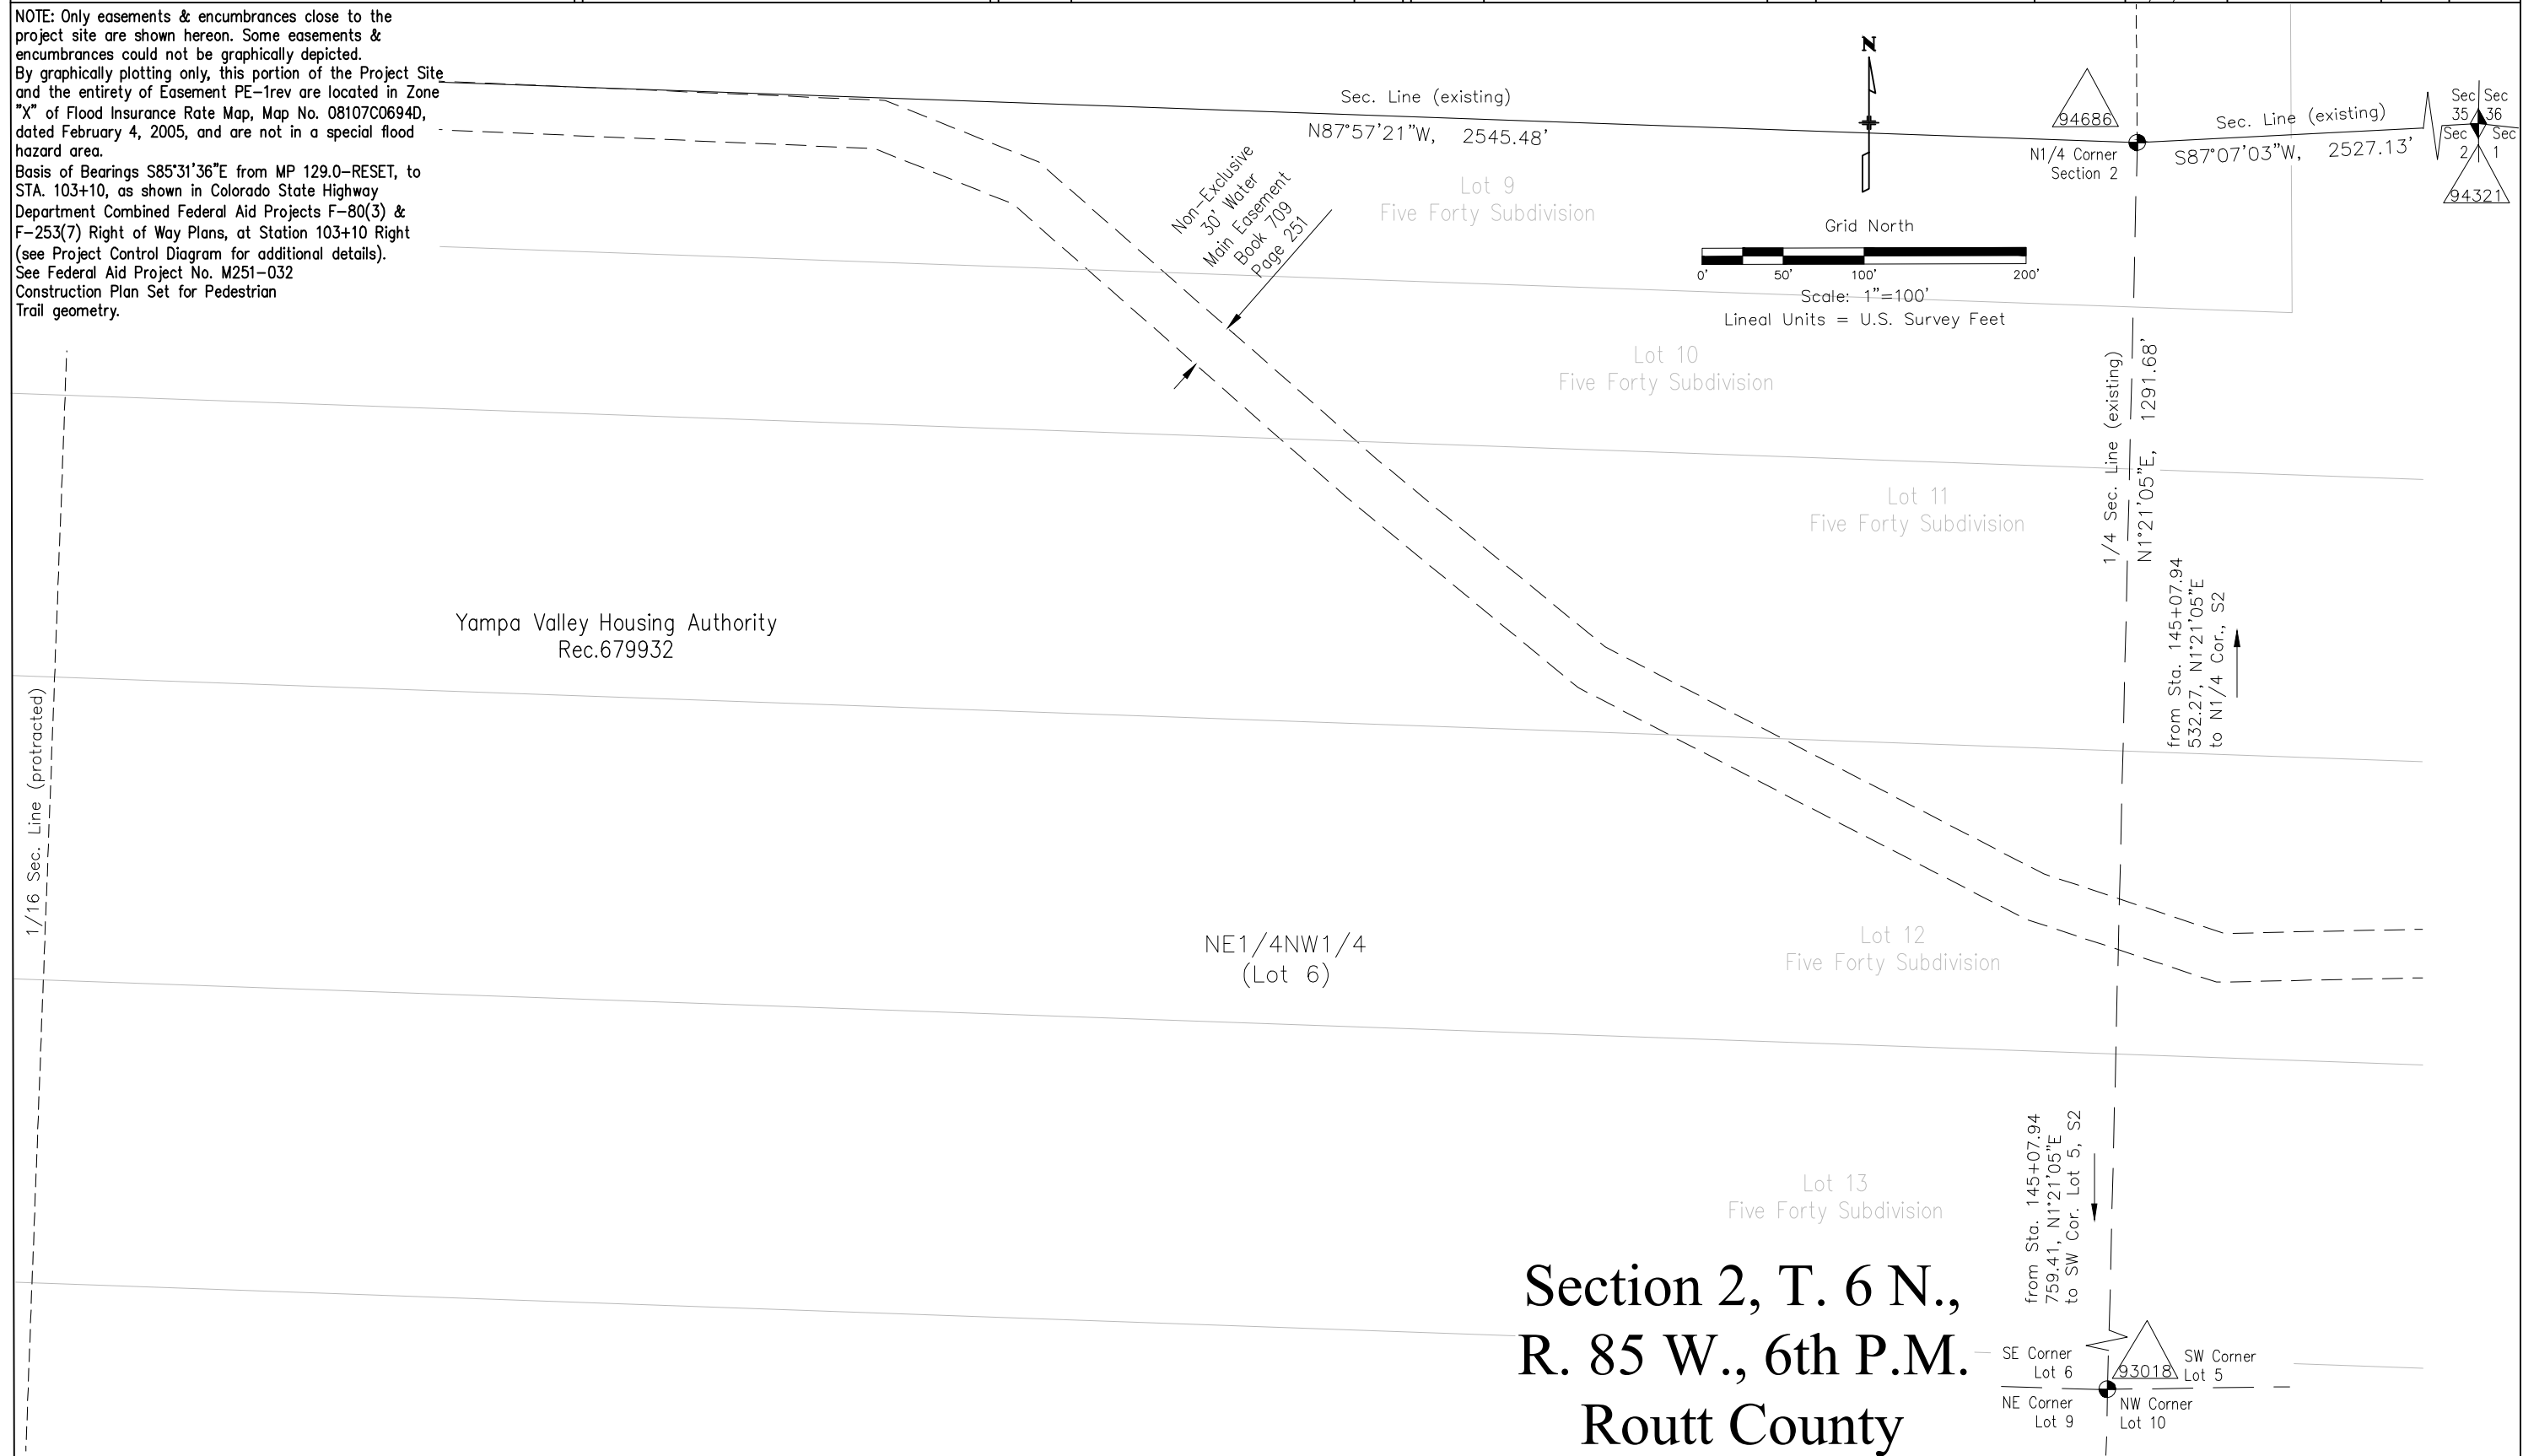 NOTE: Only easements & encumbrances close to the
project site are shown hereon. Some easements &
encumbrances could not be graphically depicted.
By graphically plotting only, this portion of the Project Site
and the entirety of Easement PE-1rev are located in Zone
"X" of Flood Insurance Rate Map, Map No. 08107C0694D,
dated February 4, 2005, and are not in a special flood
hazard area.
Basis of Bearings S85°31'36"E from MP 129.0-RESET, to
STA. 103+10, as shown in Colorado State Highway
Department Combined Federal Aid Projects F-80(3) &
F-253(7) Right of Way Plans, at Station 103+10 Right
(see Project Control Diagram for additional details).
See Federal Aid Project No. M251-032
Construction Plan Set for Pedestrian
Trail geometry.
Sec. Line (existing)
N87°57'21"W, 2545.48'
Non-Exclusive
30' Water
Main Easement
Book 709
Page 251
Lot 9
Five Forty Subdivision
N
Grid North
0' 50' 100' 200'
Scale: 1"=100'
Lineal Units = U.S. Survey Feet
94686
N1/4 Corner
Section 2
Sec. Line (existing)
S87°07'03"W, 2527.13'
Sec Sec
35 36
Sec Sec
2 1
94321
Lot 10
Five Forty Subdivision
1/4 Sec. Line (existing)
N1°21'05"E, 1291.68'
Lot 11
Five Forty Subdivision
from Sta. 145+07.94
532.27, N1°21'05"E
to N1/4 Cor., S2
Yampa Valley Housing Authority
Rec.679932
1/16 Sec. Line (protracted)
NE1/4NW1/4
(Lot 6)
Lot 12
Five Forty Subdivision
Lot 13
Five Forty Subdivision
from Sta. 145+07.94
759.41, N1°21'05"E
to SW Cor. Lot 5, S2
Section 2, T. 6 N.,
R. 85 W., 6th P.M.
Routt County
SE Corner
Lot 6
93018
SW Corner
Lot 5
NE Corner
Lot 9
NW Corner
Lot 10